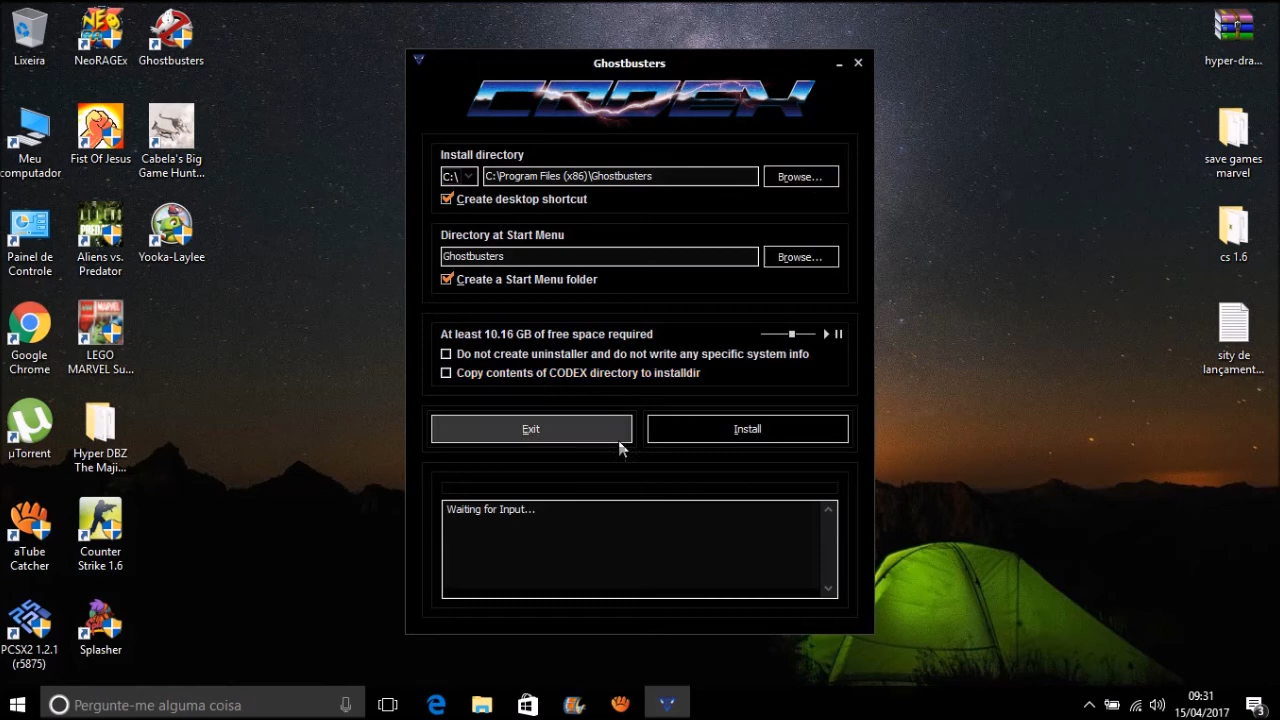 Lixeira
NeoRAGEx
Ghostbusters
Meu
computador
Fist Of Jesus
Cabela's Big
Game Hunt...
Painel de
Controle
Aliens vs.
Predator
Yooka-Laylee
Google
Chrome
LEGO
MARVEL Su...
µTorrent
Hyper DBZ
The Maji...
aTube
Catcher
Counter
Strike 1.6
PCSX2 1.2.1
(r5875)
Splasher
Ghostbusters
CODEX
Install directory
C:\
C:\Program Files (x86)\Ghostbusters
Browse...
Create desktop shortcut
Directory at Start Menu
Ghostbusters
Browse...
Create a Start Menu folder
At least 10.16 GB of free space required
Do not create uninstaller and do not write any specific system info
Copy contents of CODEX directory to installdir
Exit
Install
Waiting for Input...
hyper-dra...
save games
marvel
cs 1.6
sity de
lançament...
Pergunte-me alguma coisa
09:31
15/04/2017
3